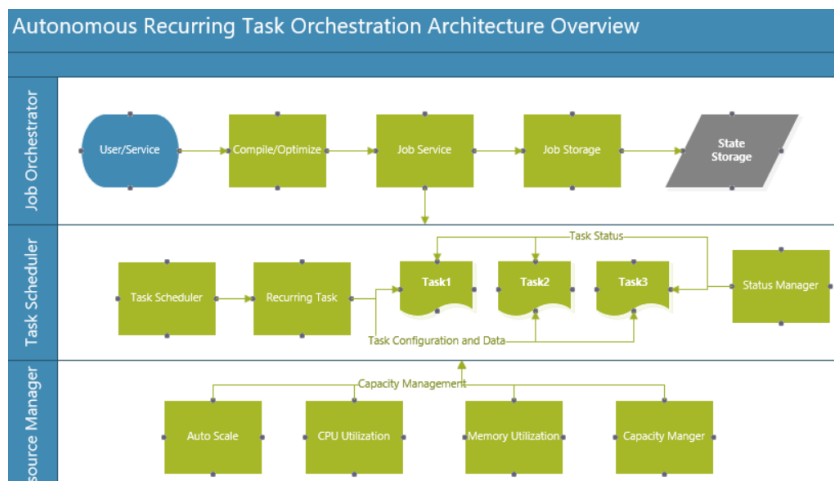 Autonomous Recurring Task Orchestration Architecture Overview
Job Orchestrator
User/Service
Compile/Optimize
Job Service
Job Storage
State
Storage
Task Scheduler
Task Status
Task Scheduler
Recurring Task
Task1
Task2
Task3
Status Manager
Task Configuration and Data
source Manager
Capacity Management
Auto Scale
CPU Utilization
Memory Utilization
Capacity Manger